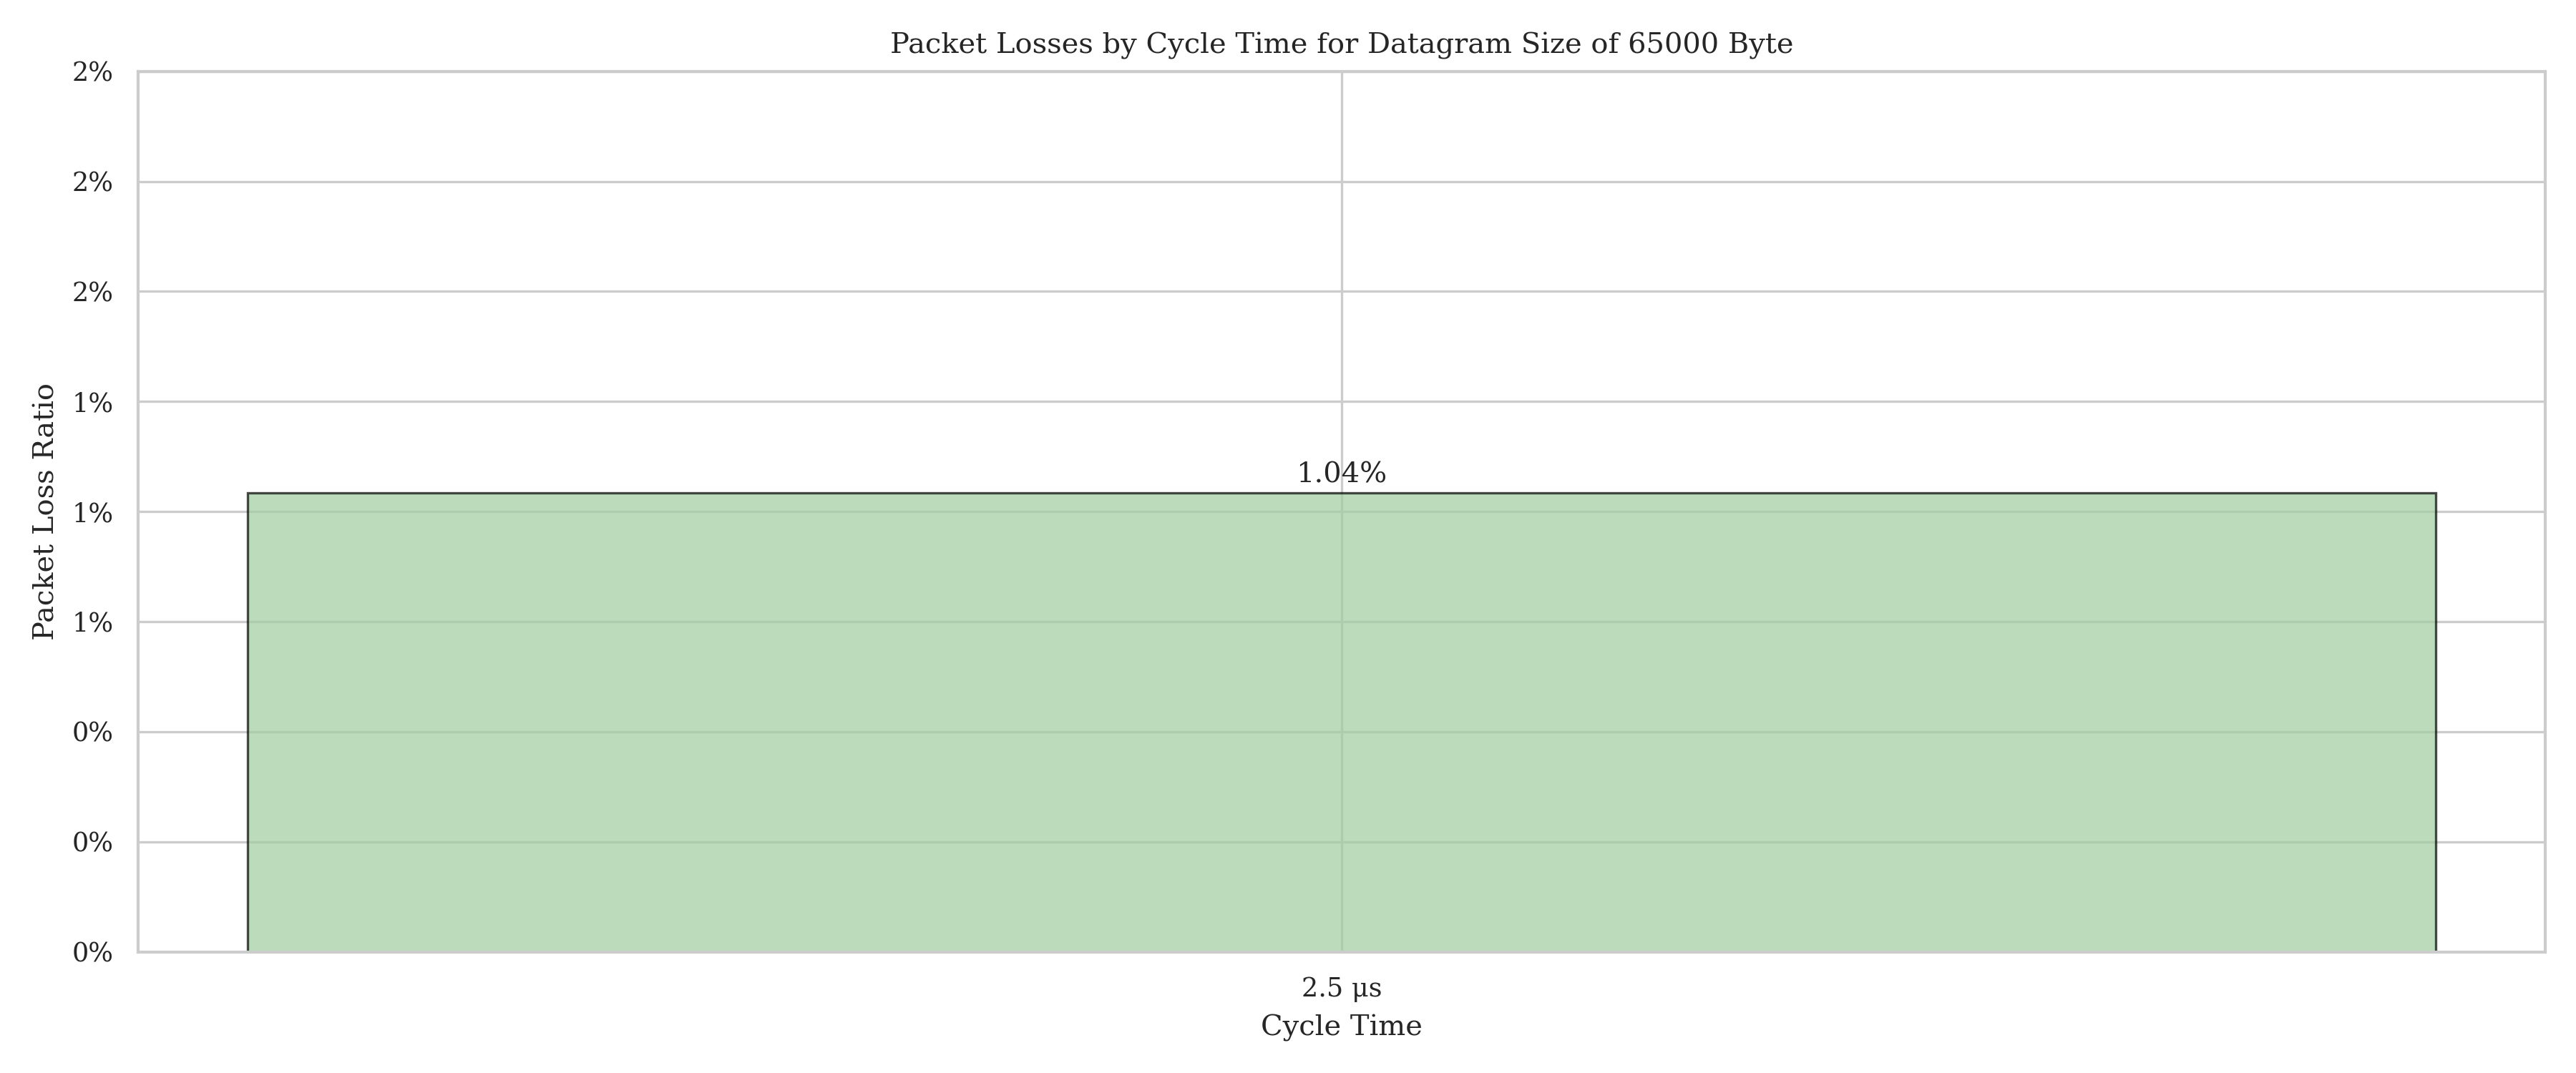 Packet Losses by Cycle Time for Datagram Size of 65000 Byte
2%
2%
2%
1%
1.04%
1%
1%
0%
0%
0%
Packet Loss Ratio
2.5 μs
Cycle Time